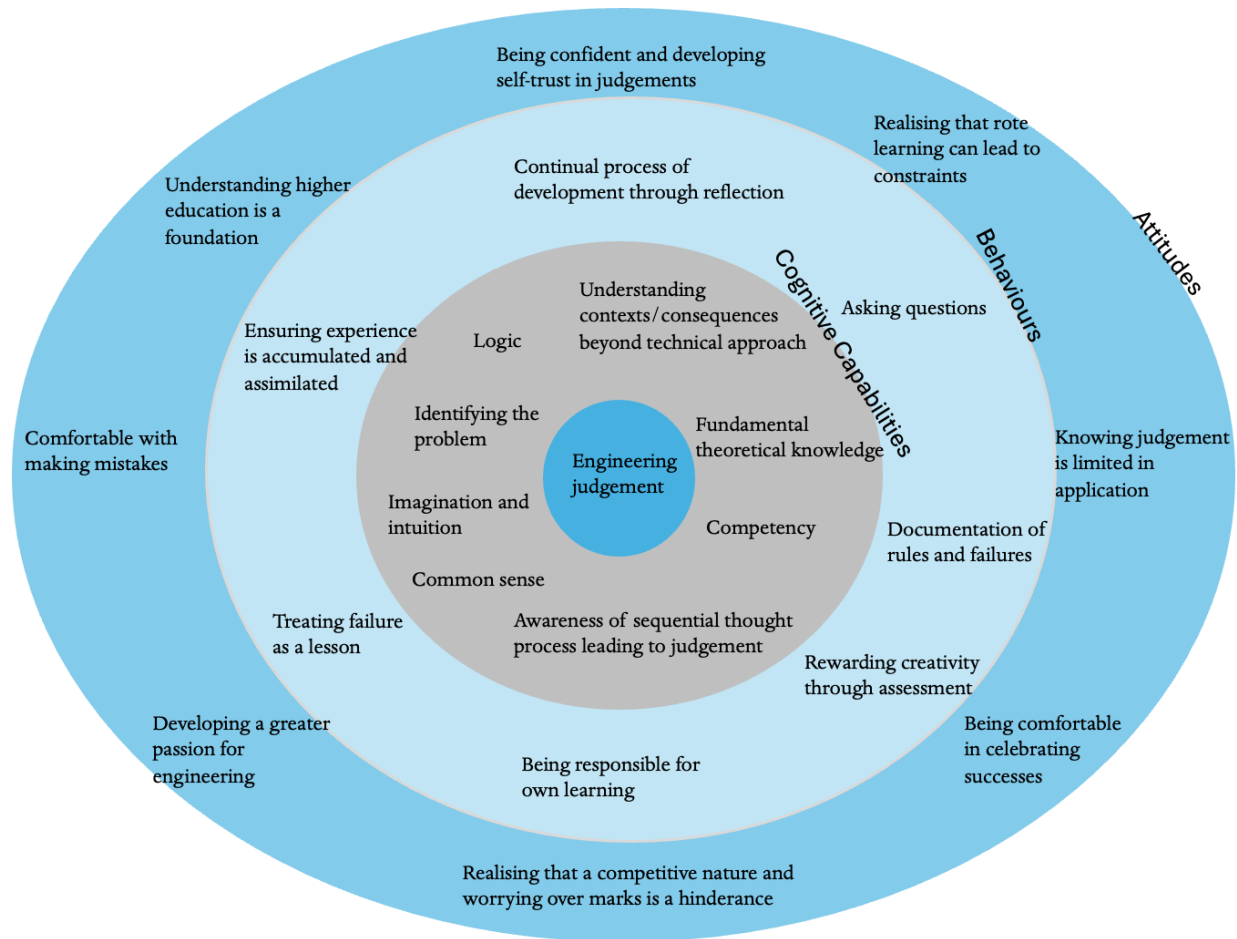 Being confident and developing
self-trust in judgements
Realising that rote
learning can lead to
constraints
Understanding higher
education is a
foundation
Continual process of
development through reflection
Attitudes
Behaviours
Cognitive Capabilities
Understanding
contexts/consequences
beyond technical approach
Asking questions
Ensuring experience
is accumulated and
assimilated
Logic
Identifying the
problem
Fundamental
theoretical knowledge
Comfortable with
making mistakes
Engineering
judgement
Knowing judgement
is limited in
application
Imagination and
intuition
Competency
Documentation of
rules and failures
Common sense
Treating failure
as a lesson
Awareness of sequential thought
process leading to judgement
Rewarding creativity
through assessment
Developing a greater
passion for
engineering
Being responsible for
own learning
Being comfortable
in celebrating
successes
Realising that a competitive nature and
worrying over marks is a hinderance